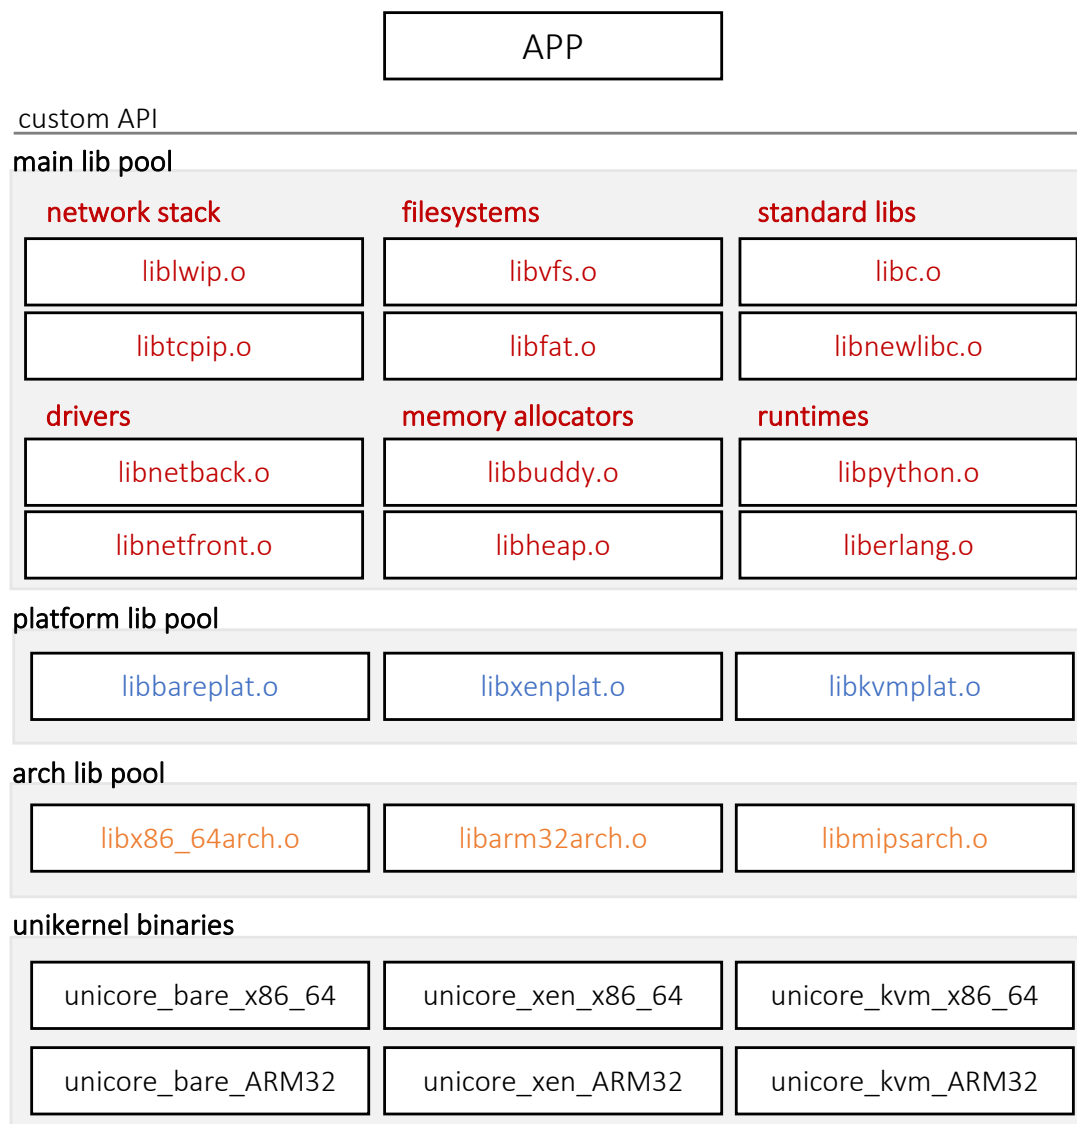 APP
custom API
main lib pool
network stack filesystems standard libs
liblwip.o libvfs.o libc.o
libtcpip.o libfat.o libnewlibc.o
drivers memory allocators runtimes
libnetback.o libbuddy.o libpython.o
libnetfront.o libheap.o liberlang.o
platform lib pool
libbareplat.o libxenplat.o libkvmplat.o
arch lib pool
libx86_64arch.o libarm32arch.o libmipsarch.o
unikernel binaries
unicore_bare_x86_64 unicore_xen_x86_64 unicore_kvm_x86_64
unicore_bare_ARM32 unicore_xen_ARM32 unicore_kvm_ARM32